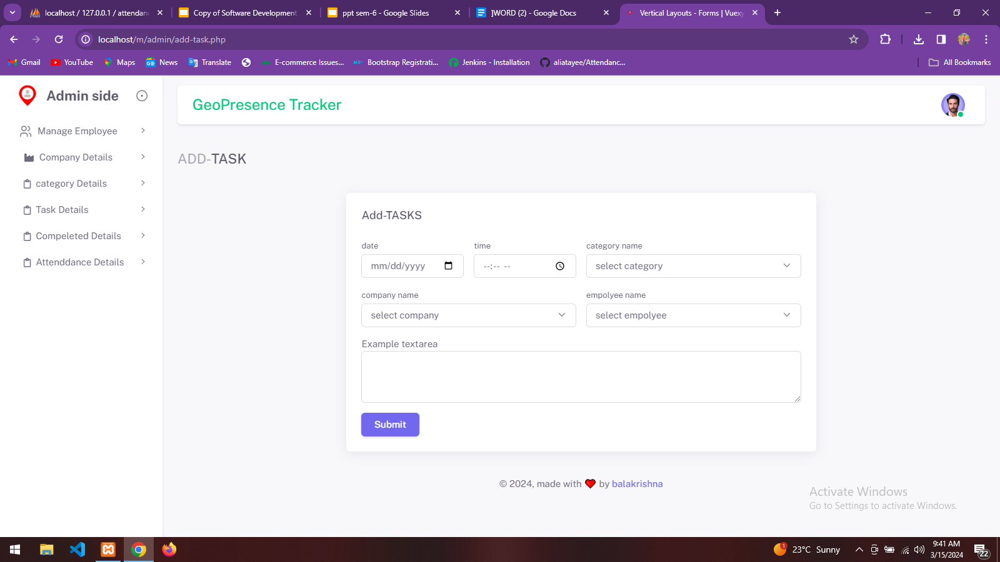 localhost / 127.0.0.1 / attendan
Copy of Software Development
ppt sem-6 - Google Slides
]WORD (2) - Google Docs
Vertical Layouts - Forms | Vuexy
localhost/m/admin/add-task.php
Gmail
YouTube
Maps
News
Translate
E-commerce Issues...
Bootstrap Registrati...
Jenkins - Installation
aliatayee/Attendanc...
All Bookmarks
Admin side
GeoPresence Tracker
Manage Employee
Company Details
category Details
Task Details
Compeleted Details
Attenddance Details
ADD-TASK
Add-TASKS
date
time
category name
mm/dd/yyyy
--:-- --
select category
company name
empolyee name
select company
select empolyee
Example textarea
Submit
© 2024, made with ❤️ by balakrishna
Activate Windows
Go to Settings to activate Windows.
1
23°C Sunny
9:41 AM
3/15/2024
22